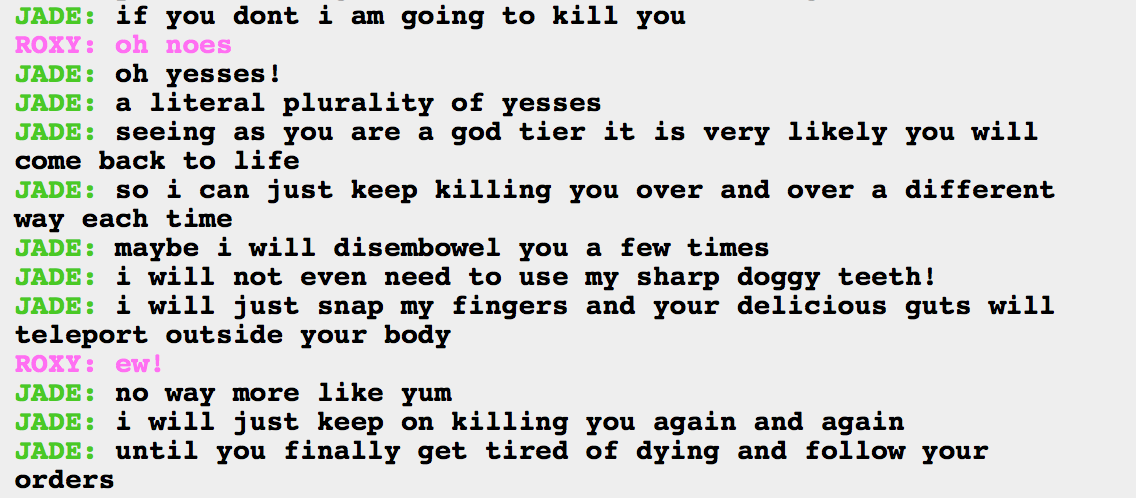 JADE: if you dont i am going to kill you
ROXY: oh noes
JADE: oh yesses!
JADE: a literal plurality of yesses
JADE: seeing as you are a god tier it is very likely you will
come back to life
JADE: so i can just keep killing you over and over a different
way each time
JADE: maybe i will disembowel you a few times
JADE: i will not even need to use my sharp doggy teeth!
JADE: i will just snap my fingers and your delicious guts will
teleport outside your body
ROXY: ew!
JADE: no way more like yum
JADE: i will just keep on killing you again and again
JADE: until you finally get tired of dying and follow your
orders